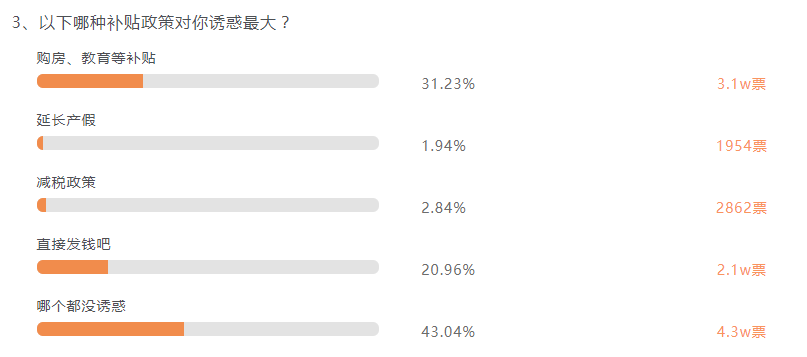 3、以下哪种补贴政策对你诱惑最大？
购房、教育等补贴
31.23% 3.1w票
延长产假
1.94% 1954票
减税政策
2.84% 2862票
直接发钱吧
20.96% 2.1w票
哪个都没诱惑
43.04% 4.3w票